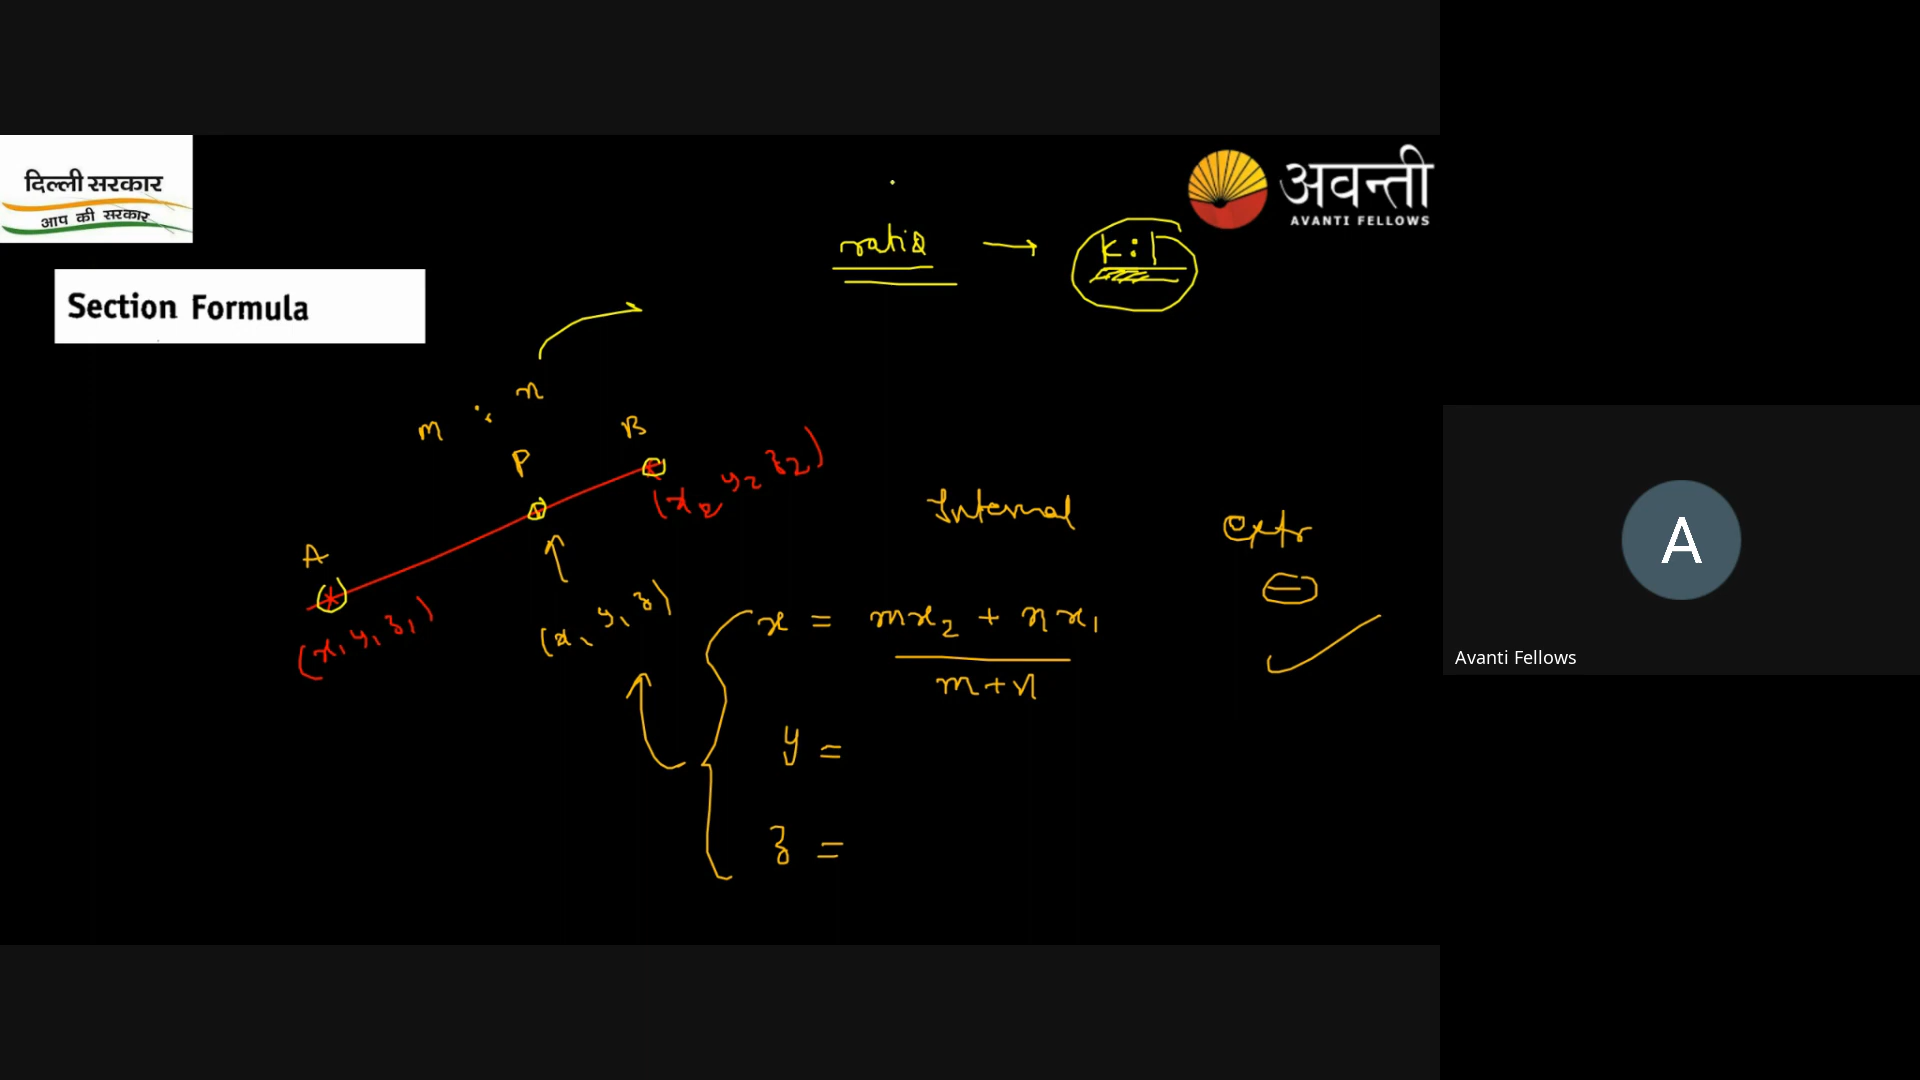 दिल्ली सरकार
आप की सरकार
अवन्ती
AVANTI FELLOWS
ratio → k:1
Section Formula
m : n
P
B
(x2, y2 z2)
A
(x1 y1 z1)
(x, y, z)
Internal
Extr
-
x = mx2 + nx1
m+n
y =
z =
A
Avanti Fellows